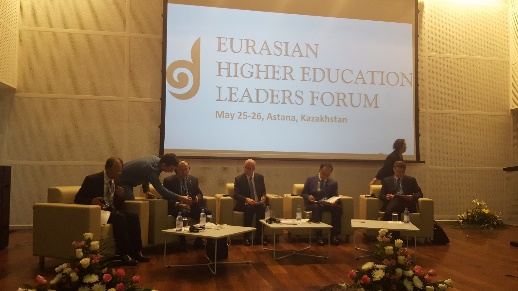 EURASIAN
HIGHER EDUCATION
LEADERS FORUM
May 25-26, Astana, Kazakhstan